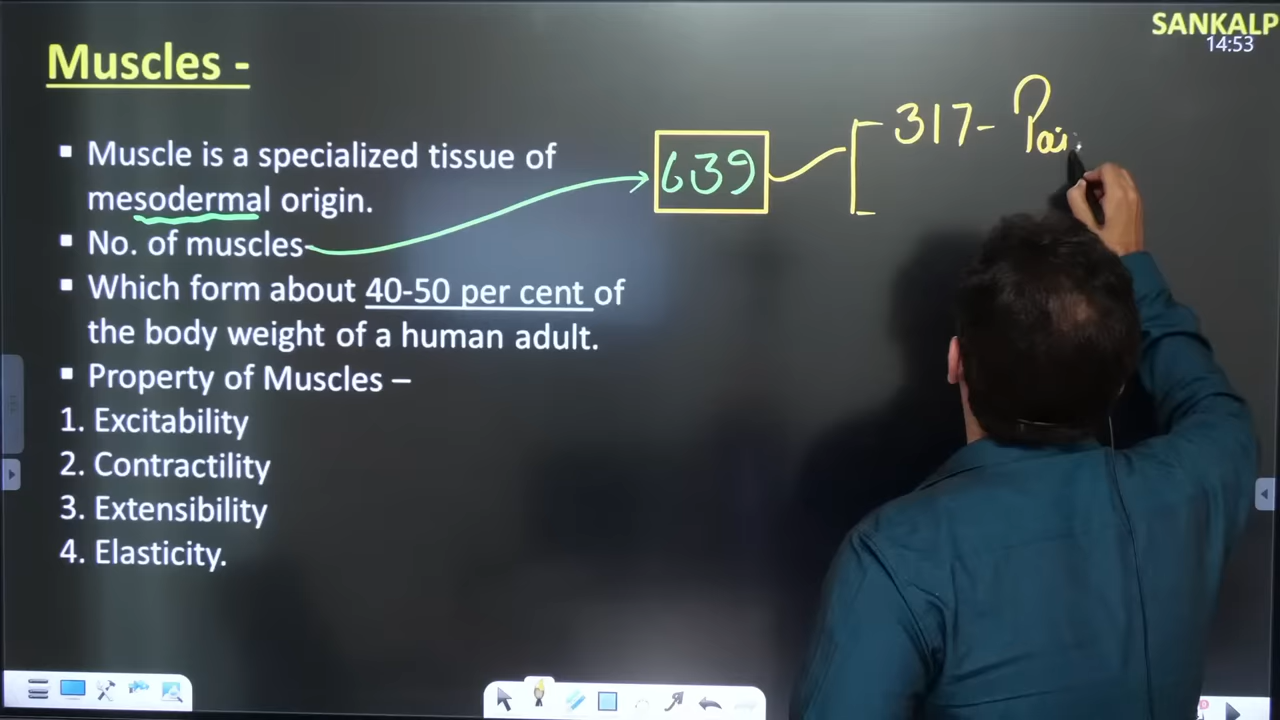 SANKALP
14:53
Muscles -
▪ Muscle is a specialized tissue of
mesodermal origin.
▪ No. of muscles-
▪ Which form about 40-50 per cent of
the body weight of a human adult.
▪ Property of Muscles –
1. Excitability
2. Contractility
3. Extensibility
4. Elasticity.
639
317- Pai